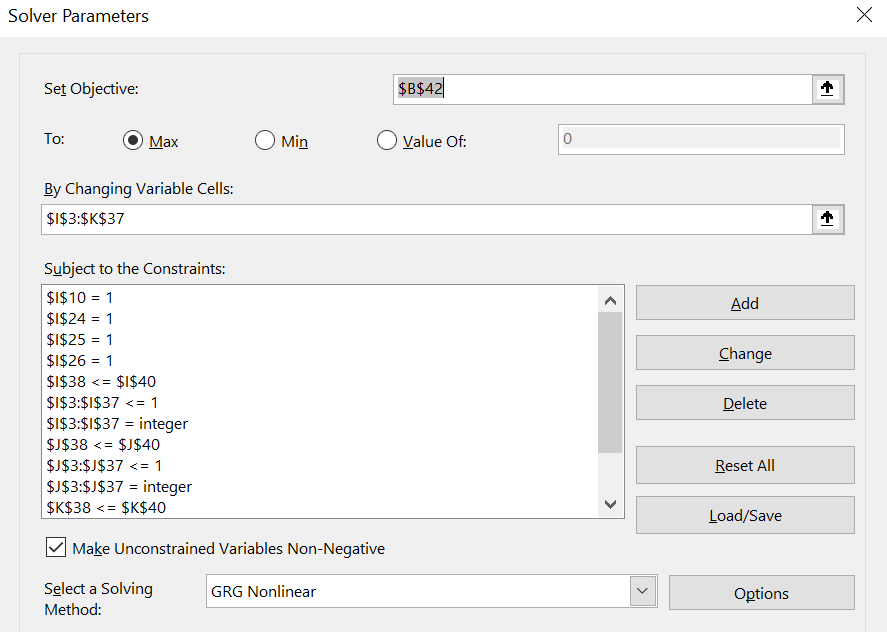 Solver Parameters
Set Objective:
$B$42
To:
Max
Min
Value Of:
0
By Changing Variable Cells:
$I$3:$K$37
Subject to the Constraints:
$I$10 = 1
$I$24 = 1
$I$25 = 1
$I$26 = 1
$I$38 <= $I$40
$I$3:$I$37 <= 1
$I$3:$I$37 = integer
$J$38 <= $J$40
$J$3:$J$37 <= 1
$J$3:$J$37 = integer
$K$38 <= $K$40
Add
Change
Delete
Reset All
Load/Save
Make Unconstrained Variables Non-Negative
Select a Solving
Method:
GRG Nonlinear
Options